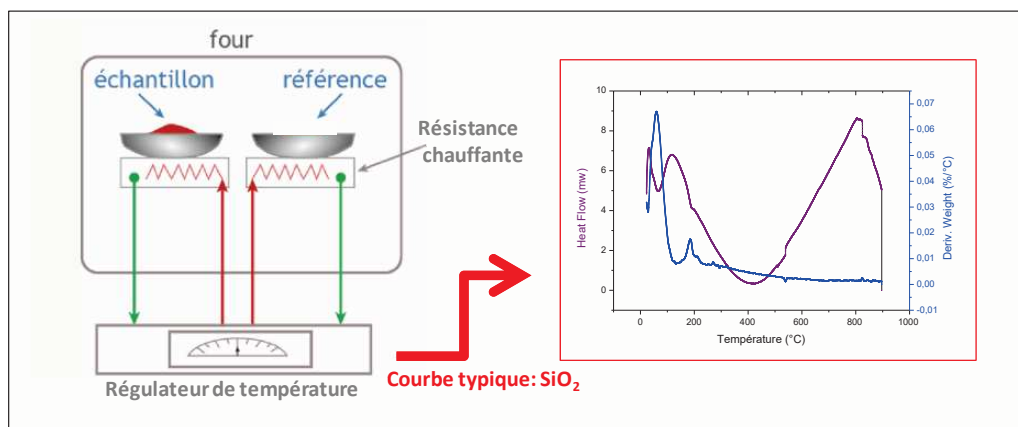 four
échantillon
référence
Résistance
chauffante
Régulateur de température
Courbe typique: SiO₂
Heat Flow (mw)
10
8
6
4
2
0
0
200
400
600
800
1000
Température (°C)
0,07
0,06
0,05
0,04
0,03
0,02
0,01
0,00
-0,01
Deriv. Weight (%/°C)